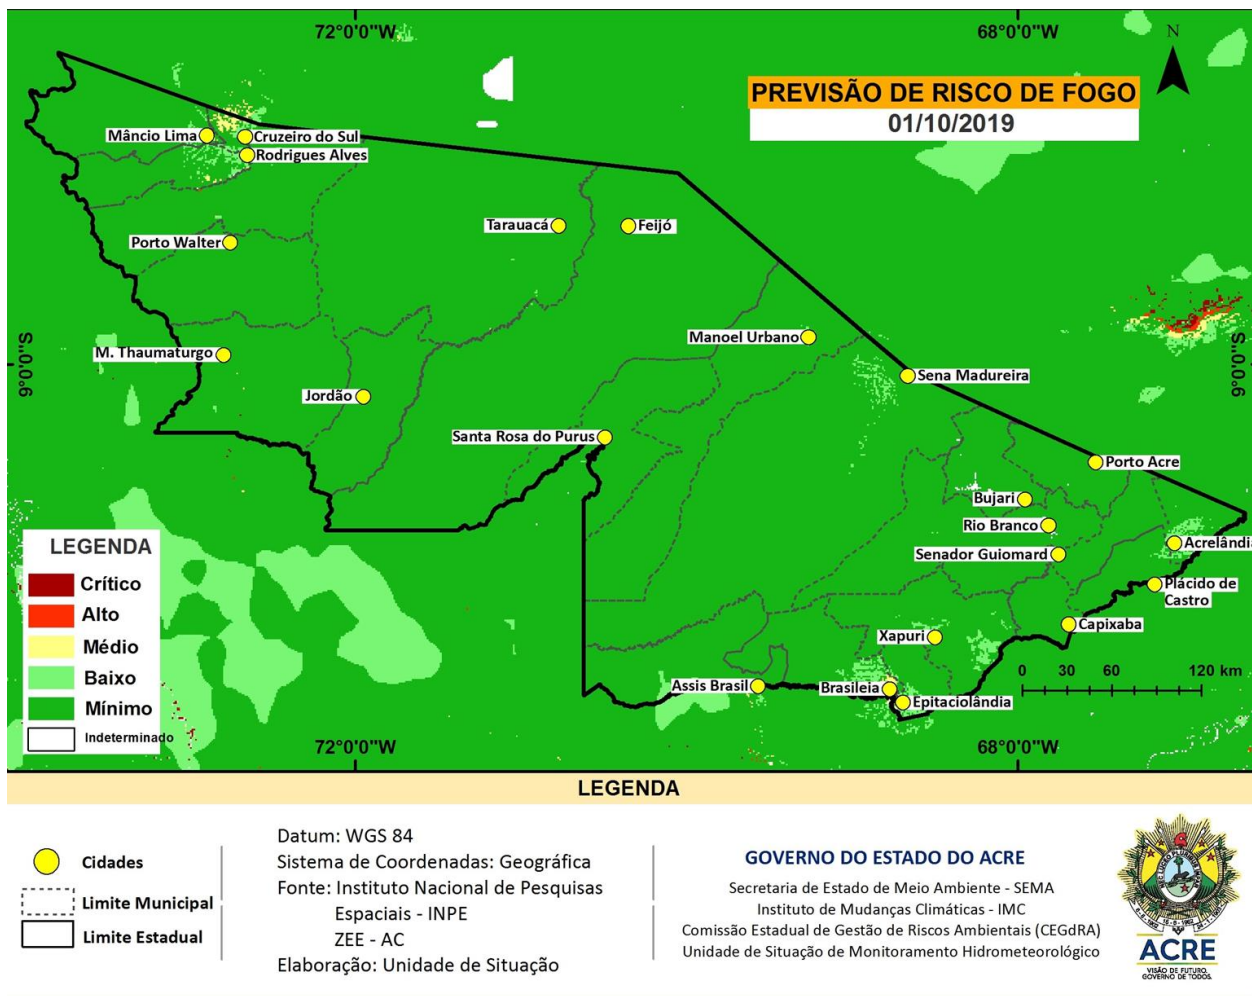 72°0'0"W
68°0'0"W
N
PREVISÃO DE RISCO DE FOGO
01/10/2019
Mâncio Lima
Cruzeiro do Sul
Rodrigues Alves
Tarauacá
Feijó
Porto Walter
9°0'0"S
Manoel Urbano
9°0'0"S
M. Thaumaturgo
Sena Madureira
Jordão
Santa Rosa do Purus
Porto Acre
Bujari
Rio Branco
Acrelândia
Senador Guiomard
Plácido de
Castro
Capixaba
Xapuri
Assis Brasil
Brasileia
Epitaciolândia
0 30 60 120 km
LEGENDA
Crítico
Alto
Médio
Baixo
Mínimo
Indeterminado
72°0'0"W
68°0'0"W
LEGENDA
Cidades
Limite Municipal
Limite Estadual
Datum: WGS 84
Sistema de Coordenadas: Geográfica
Fonte: Instituto Nacional de Pesquisas
Espaciais - INPE
ZEE - AC
Elaboração: Unidade de Situação
GOVERNO DO ESTADO DO ACRE
Secretaria de Estado de Meio Ambiente - SEMA
Instituto de Mudanças Climáticas - IMC
Comissão Estadual de Gestão de Riscos Ambientais (CEGdRA)
Unidade de Situação de Monitoramento Hidrometeorológico
ACRE
VISÃO DE FUTURO.
GOVERNO DE TODOS.